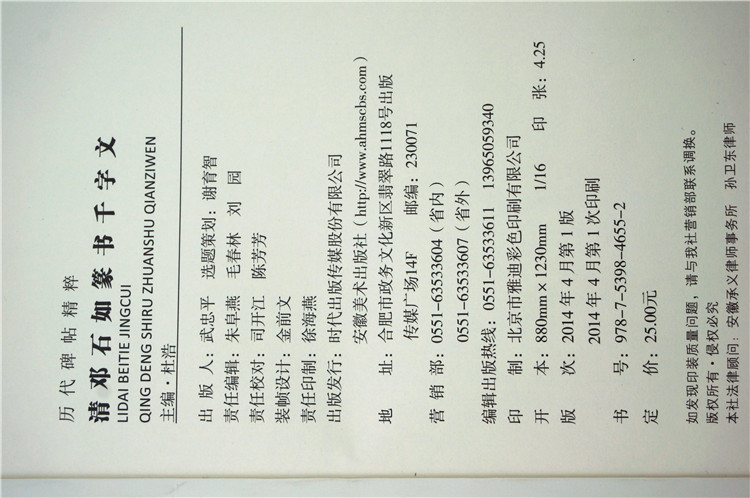 历代碑帖精粹
清邓石如篆书千字文
LIDAI BEITIE JINGCUI
QING DENG SHIRU ZHUANSHU QIANZIWEN
主编·杜浩
出 版 人：武忠平 选题策划：谢育智
责任编辑：朱阜燕 毛春林 刘 园
责任校对：司开江 陈芳芳
装帧设计：金前文
责任印制：徐海燕
出版发行：时代出版传媒股份有限公司
安徽美术出版社（http://www.ahmscbs.com）
地 址：合肥市政务文化新区翡翠路1118号出版
传媒广场14F 邮编：230071
营 销 部：0551-63533604（省内）
0551-63533607（省外）
编辑出版热线：0551-63533611 13965059340
印 制：北京市雅迪彩色印刷有限公司
开 本：880mm×1230mm 1/16 印 张：4.25
版 次：2014年4月第1版
2014年4月第1次印刷
书 号：978-7-5398-4655-2
定 价：25.00元
如发现印装质量问题，请与我社营销部联系调换。
版权所有·侵权必究
本社法律顾问：安徽承义律师事务所 孙卫东律师